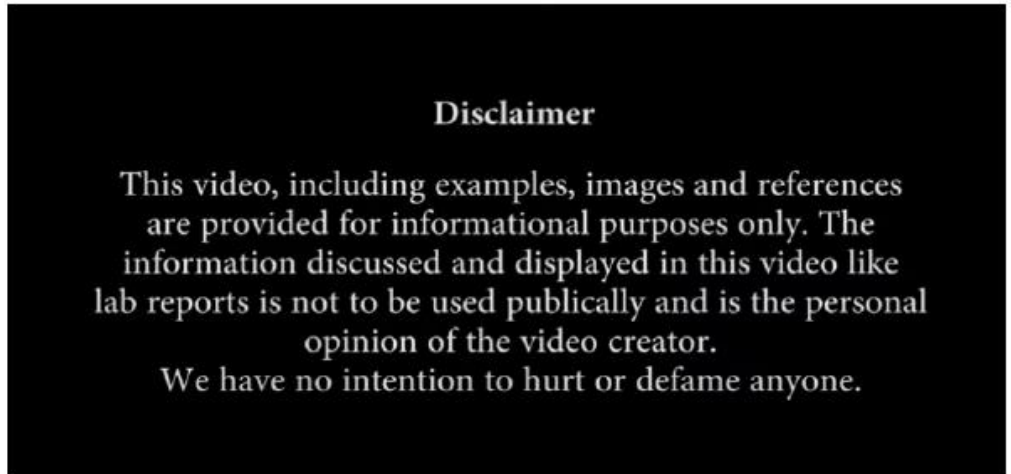 Disclaimer
This video, including examples, images and references
are provided for informational purposes only. The
information discussed and displayed in this video like
lab reports is not to be used publically and is the personal
opinion of the video creator.
We have no intention to hurt or defame anyone.